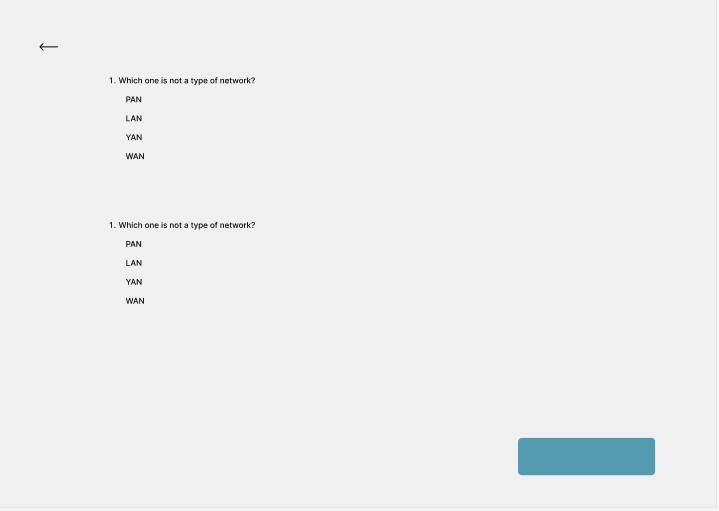 1. Which one is not a type of network?
PAN
LAN
YAN
WAN
1. Which one is not a type of network?
PAN
LAN
YAN
WAN